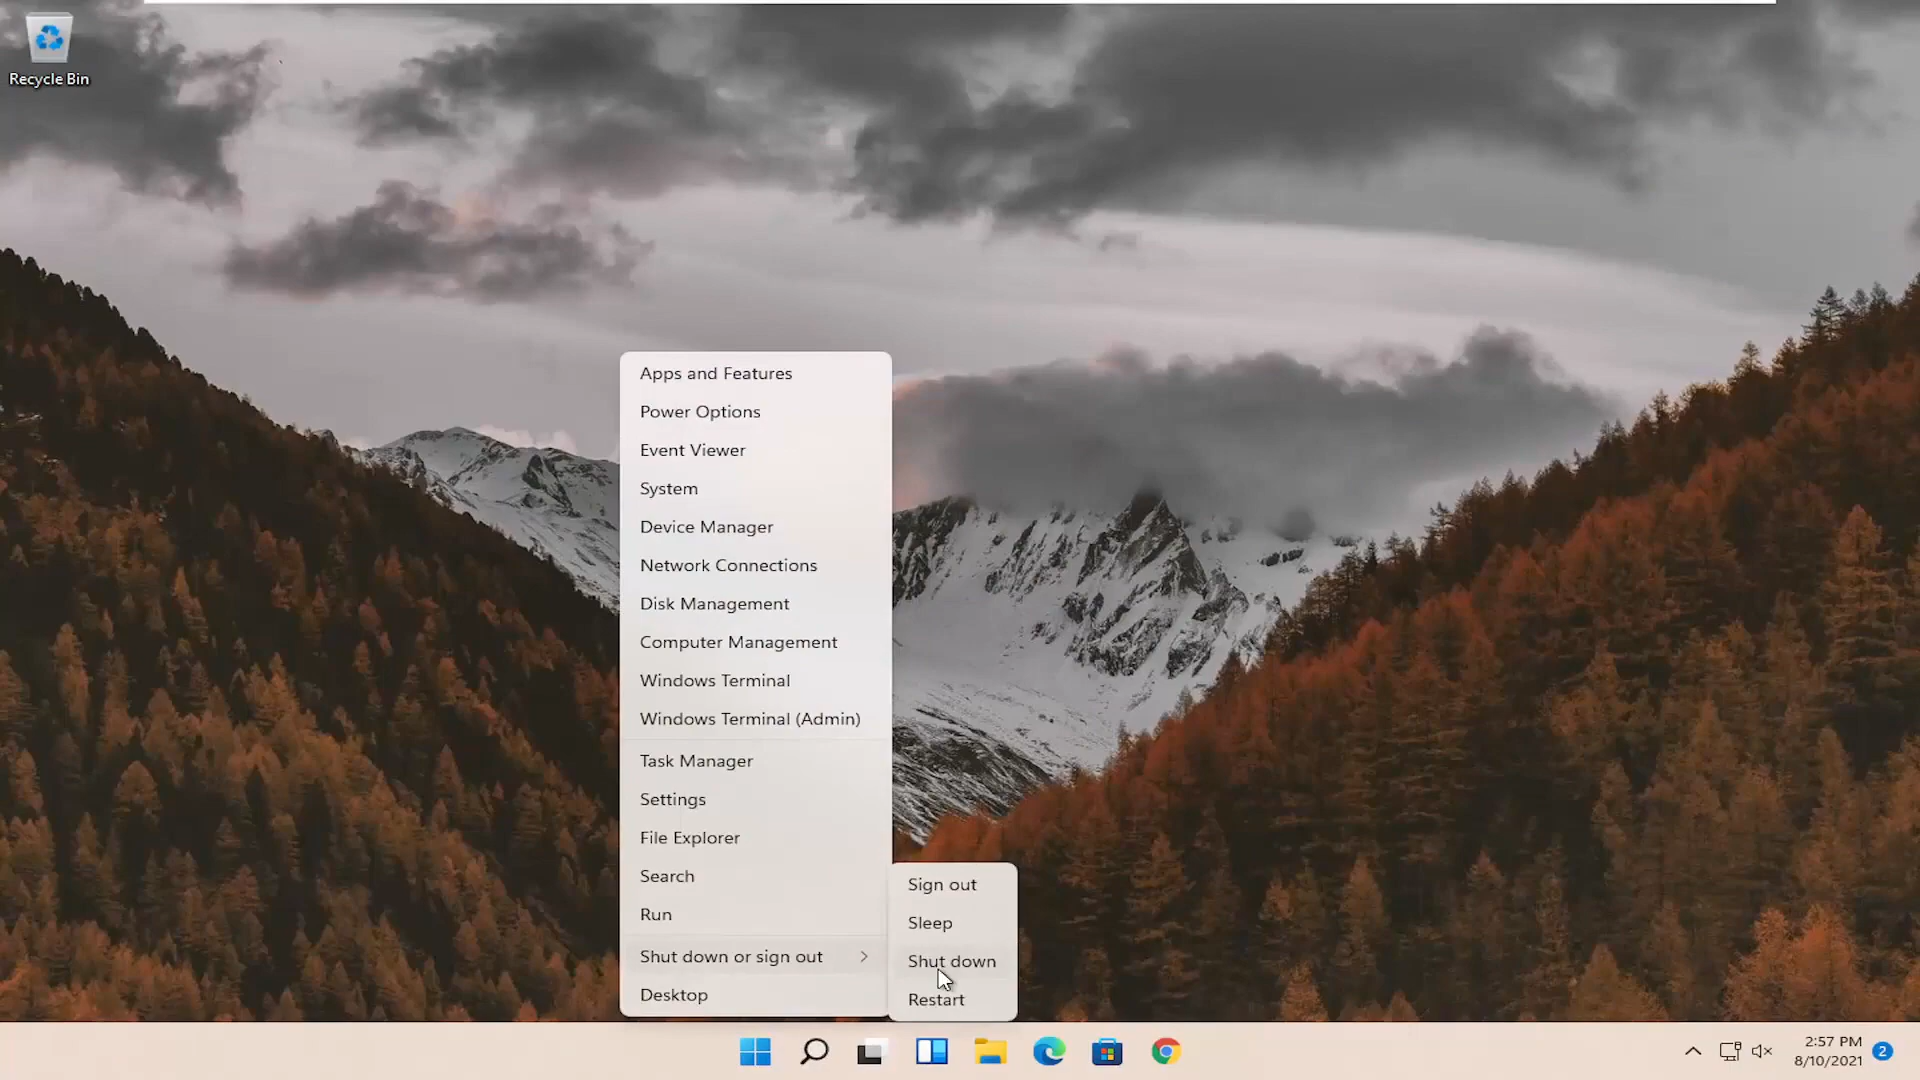 Recycle Bin
Apps and Features
Power Options
Event Viewer
System
Device Manager
Network Connections
Disk Management
Computer Management
Windows Terminal
Windows Terminal (Admin)
Task Manager
Settings
File Explorer
Search
Run
Shut down or sign out
Desktop
Sign out
Sleep
Shut down
Restart
2:57 PM
8/10/2021
2